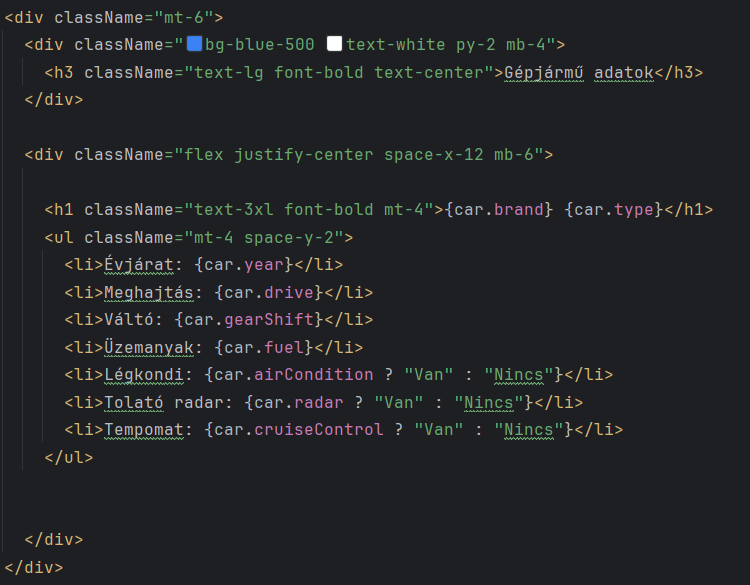 <div className="mt-6">
<div className="bg-blue-500 text-white py-2 mb-4">
<h3 className="text-lg font-bold text-center">Gépjármű adatok</h3>
</div>
<div className="flex justify-center space-x-12 mb-6">
<h1 className="text-3xl font-bold mt-4">{car.brand} {car.type}</h1>
<ul className="mt-4 space-y-2">
<li>Évjárat: {car.year}</li>
<li>Meghajtás: {car.drive}</li>
<li>Váltó: {car.gearShift}</li>
<li>Üzemanyak: {car.fuel}</li>
<li>Légkondi: {car.airCondition ? "Van" : "Nincs"}</li>
<li>Tolató radar: {car.radar ? "Van" : "Nincs"}</li>
<li>Tempomat: {car.cruiseControl ? "Van" : "Nincs"}</li>
</ul>
</div>
</div>